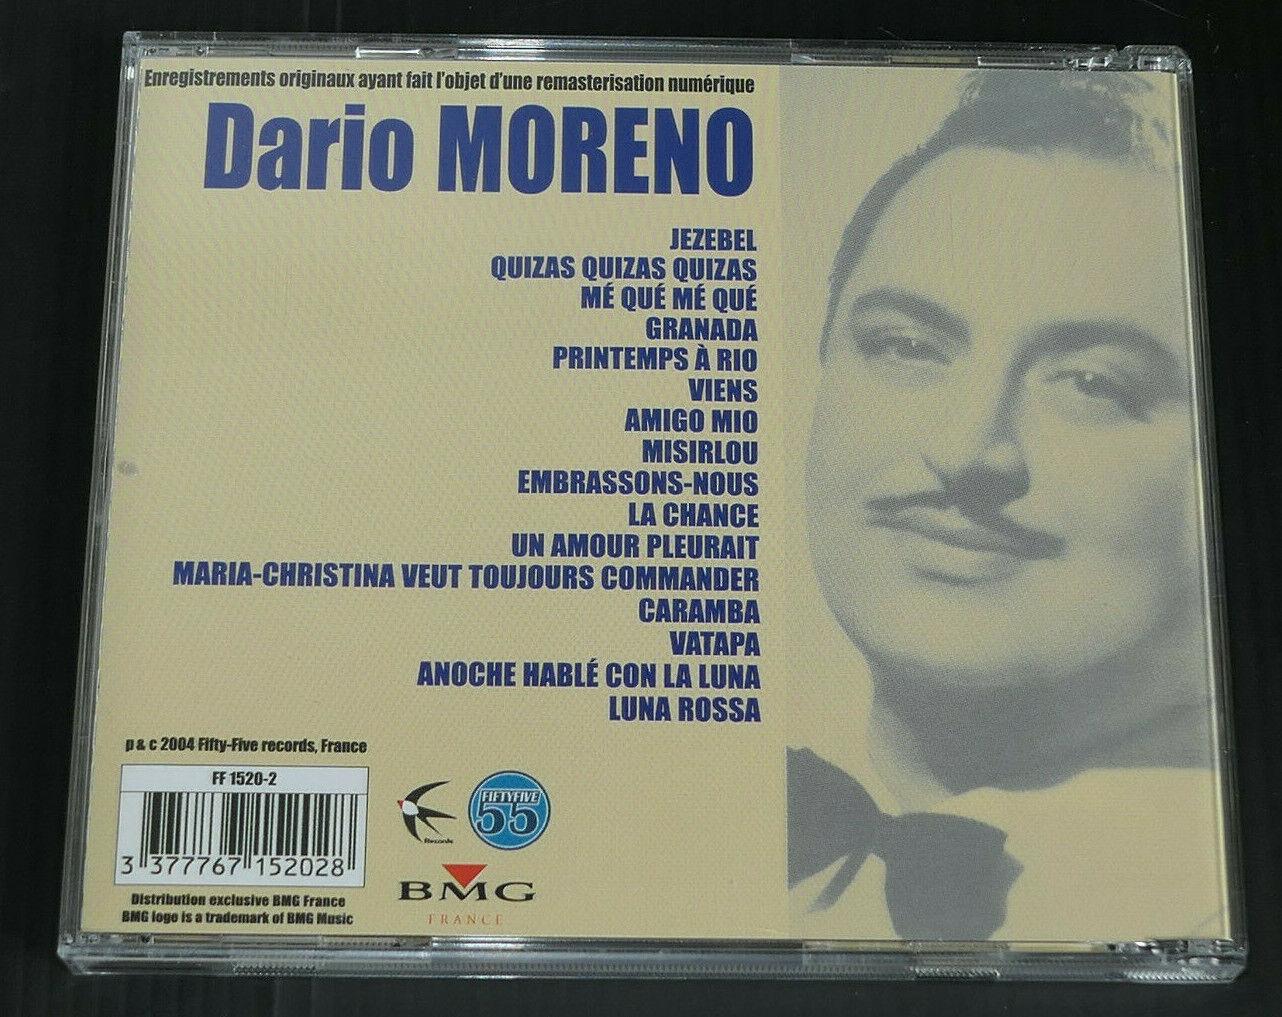 Enregistrements originaux ayant fait l'objet d'une remasterisation numérique
Dario MORENO
JEZEBEL
QUIZAS QUIZAS QUIZAS
MÉ QUÉ MÉ QUÉ
GRANADA
PRINTEMPS À RIO
VIENS
AMIGO MIO
MISIRLOU
EMBRASSONS-NOUS
LA CHANCE
UN AMOUR PLEURAIT
MARIA-CHRISTINA VEUT TOUJOURS COMMANDER
CARAMBA
VATAPA
ANOCHE HABLÉ CON LA LUNA
LUNA ROSSA
p & c 2004 Fifty-Five records, France
FF 1520-2
3 377767 152028
Records
FIFTYFIVE
55
BMG
FRANCE
Distribution exclusive BMG France
BMG logo is a trademark of BMG Music